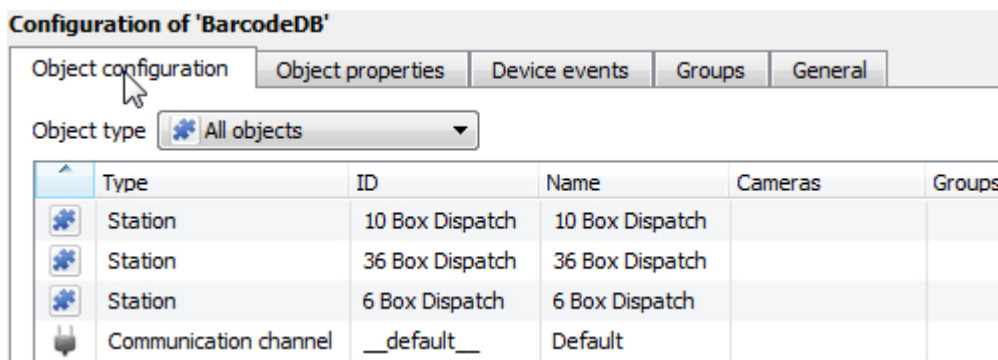 Configuration of 'BarcodeDB'
Object configuration Object properties Device events Groups General
Object type All objects
Type ID Name Cameras Groups
Station 10 Box Dispatch 10 Box Dispatch
Station 36 Box Dispatch 36 Box Dispatch
Station 6 Box Dispatch 6 Box Dispatch
Communication channel __default__ Default